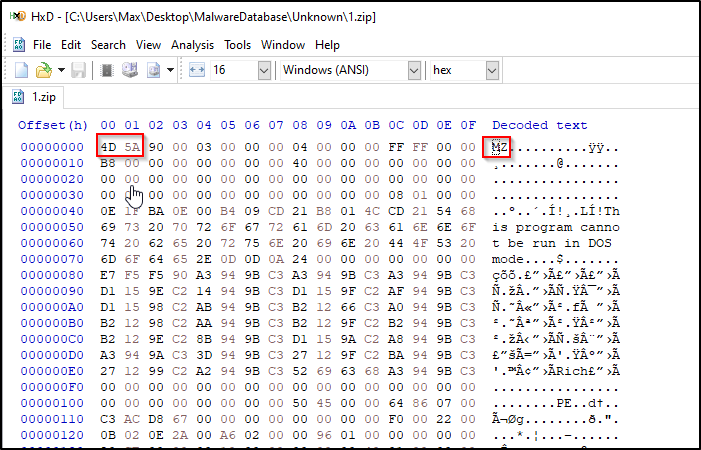 HxD - [C:\Users\Max\Desktop\MalwareDatabase\Unknown\1.zip]
File Edit Search View Analysis Tools Window Help
16 Windows (ANSI) hex
1.zip
Offset(h) 00 01 02 03 04 05 06 07 08 09 0A 0B 0C 0D 0E 0F Decoded text
00000000 4D 5A 90 00 03 00 00 00 04 00 00 00 FF FF 00 00 MZ..........ÿÿ..
00000010 B8 00 00 00 00 00 00 00 40 00 00 00 00 00 00 00 ¸.......@.......
00000020 00 00 00 00 00 00 00 00 00 00 00 00 00 00 00 00 ................
00000030 00 00 00 00 00 00 00 00 00 00 00 08 01 00 00 ................
00000040 0E 1F BA 0E 00 B4 09 CD 21 B8 01 4C CD 21 54 68 ..º..´.Í!¸.LÍ!Th
00000050 69 73 20 70 72 6F 67 72 61 6D 20 63 61 6E 6E 6F is program canno
00000060 74 20 62 65 20 72 75 6E 20 69 6E 20 44 4F 53 20 t be run in DOS
00000070 6D 6F 64 65 2E 0D 0D 0A 24 00 00 00 00 00 00 00 mode....$.......
00000080 E7 F5 F5 90 A3 94 9B C3 A3 94 9B C3 A3 94 9B C3 çõõ.£”›Ã£”›Ã£”›Ã
00000090 D1 15 9E C2 14 94 9B C3 D1 15 9F C2 AF 94 9B C3 Ñ.žÂ.”›ÃÑ.ŸÂ¯”›Ã
000000A0 D1 15 98 C2 AB 94 9B C3 B2 12 66 C3 A0 94 9B C3 Ñ.˜Â«”›Ã².fÃ ”›Ã
000000B0 B2 12 98 C2 AA 94 9B C3 B2 12 9F C2 B2 94 9B C3 ².˜Âª”›Ã².ŸÂ²”›Ã
000000C0 B2 12 9E C2 8B 94 9B C3 D1 15 9A C2 A8 94 9B C3 ².žÂ‹”›ÃÑ.šÂ¨”›Ã
000000D0 A3 94 9A C3 3D 94 9B C3 27 12 9F C2 BA 94 9B C3 £”šÃ=”›Ã'.ŸÂº”›Ã
000000E0 27 12 99 C2 A2 94 9B C3 52 69 63 68 A3 94 9B C3 '.™Â¢”›ÃRich£”›Ã
000000F0 00 00 00 00 00 00 00 00 00 00 00 00 00 00 00 00 ................
00000100 00 00 00 00 00 00 00 00 50 45 00 00 64 86 07 00 ........PE..d†..
00000110 C3 AC D8 67 00 00 00 00 00 00 00 00 F0 00 22 00 Ã¬Øg........ð.".
00000120 0B 02 0E 2A 00 A6 02 00 00 96 01 00 00 00 00 00 ...*.¦...–......